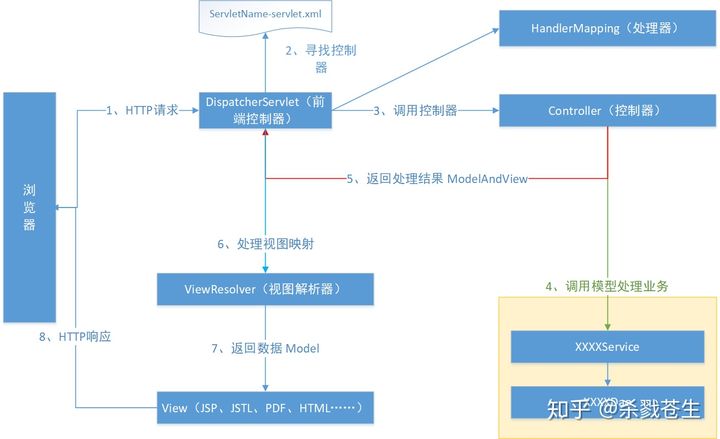 ServletName-servlet.xml
2、寻找控制
器
HandlerMapping（处理器）
1、HTTP请求
DispatcherServlet（前
端控制器）
3、调用控制器
Controller（控制器）
浏
览
器
5、返回处理结果 ModelAndView
6、处理视图映射
ViewResolver（视图解析器）
4、调用模型处理业务
8、HTTP响应
7、返回数据 Model
XXXXService
View（JSP、JSTL、PDF、HTML……）
知乎 @杀戮苍生